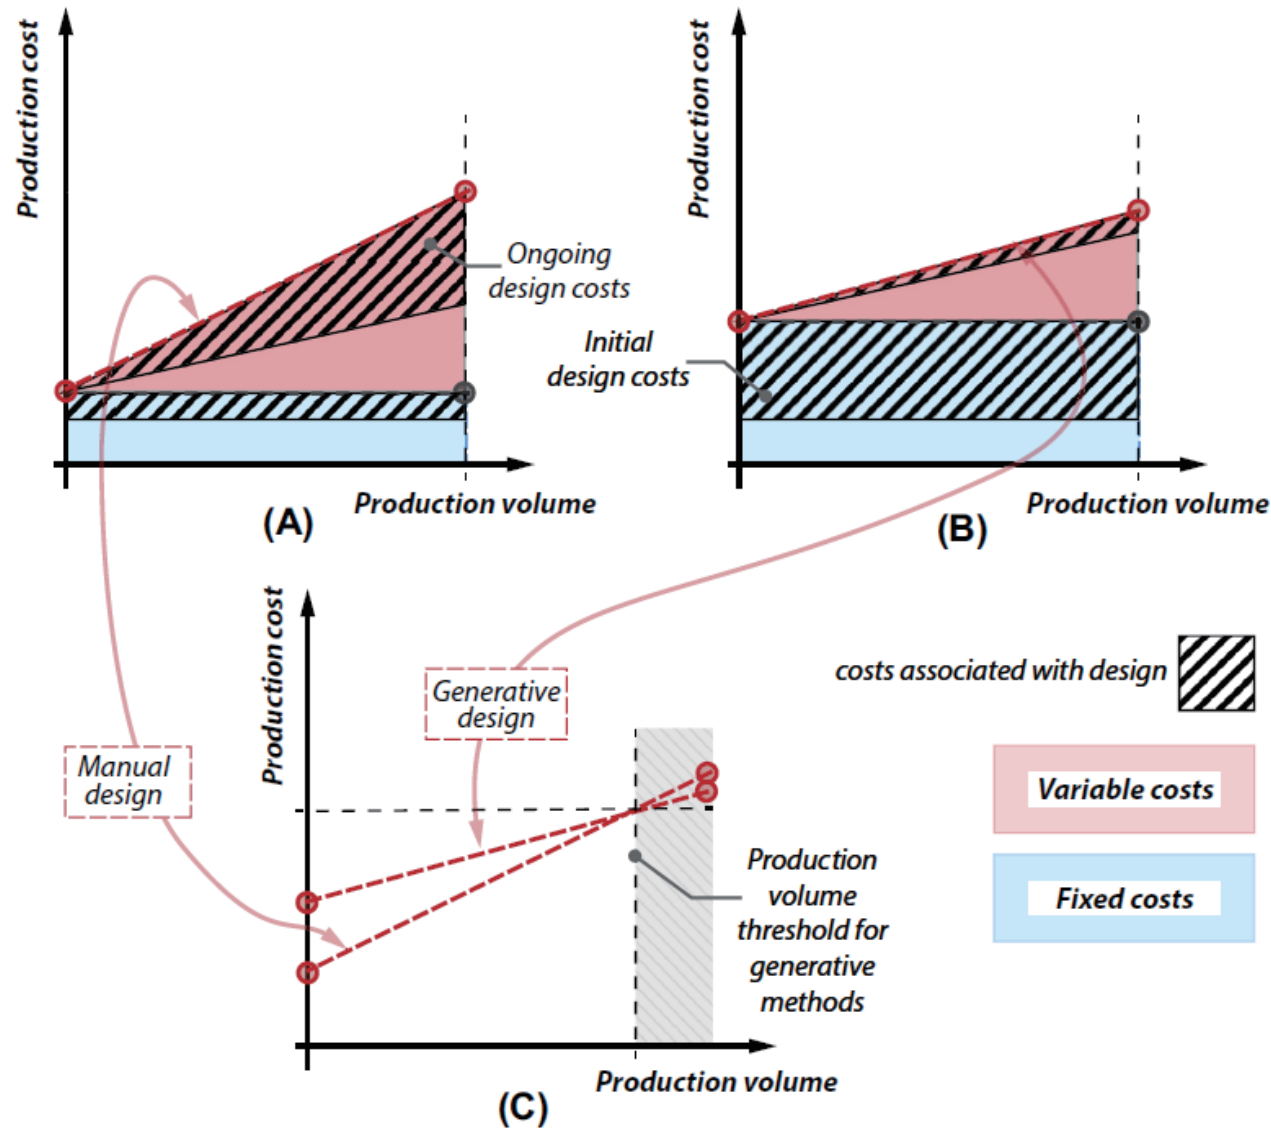 Production cost
Ongoing
design costs
Production volume
(A)
Production cost
Initial
design costs
Production volume
(B)
Production cost
Generative
design
Manual
design
Production
volume
threshold for
generative
methods
Production volume
(C)
costs associated with design
Variable costs
Fixed costs